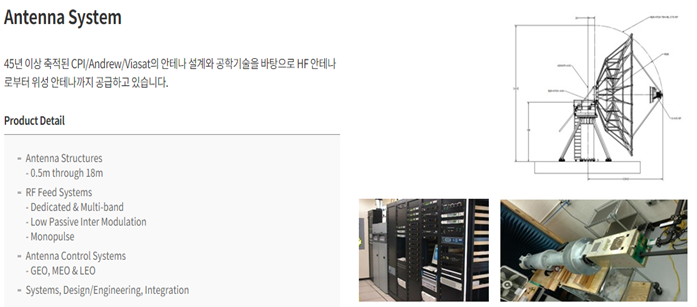 Antenna System
45년 이상 축적된 CPI/Andrew/Viasat의 안테나 설계와 공학기술을 바탕으로 HF 안테나
로부터 위성 안테나까지 공급하고 있습니다.
Product Detail
- Antenna Structures
- 0.5m through 18m
- RF Feed Systems
- Dedicated & Multi-band
- Low Passive Inter Modulation
- Monopulse
- Antenna Control Systems
- GEO, MEO & LEO
- Systems, Design/Engineering, Integration